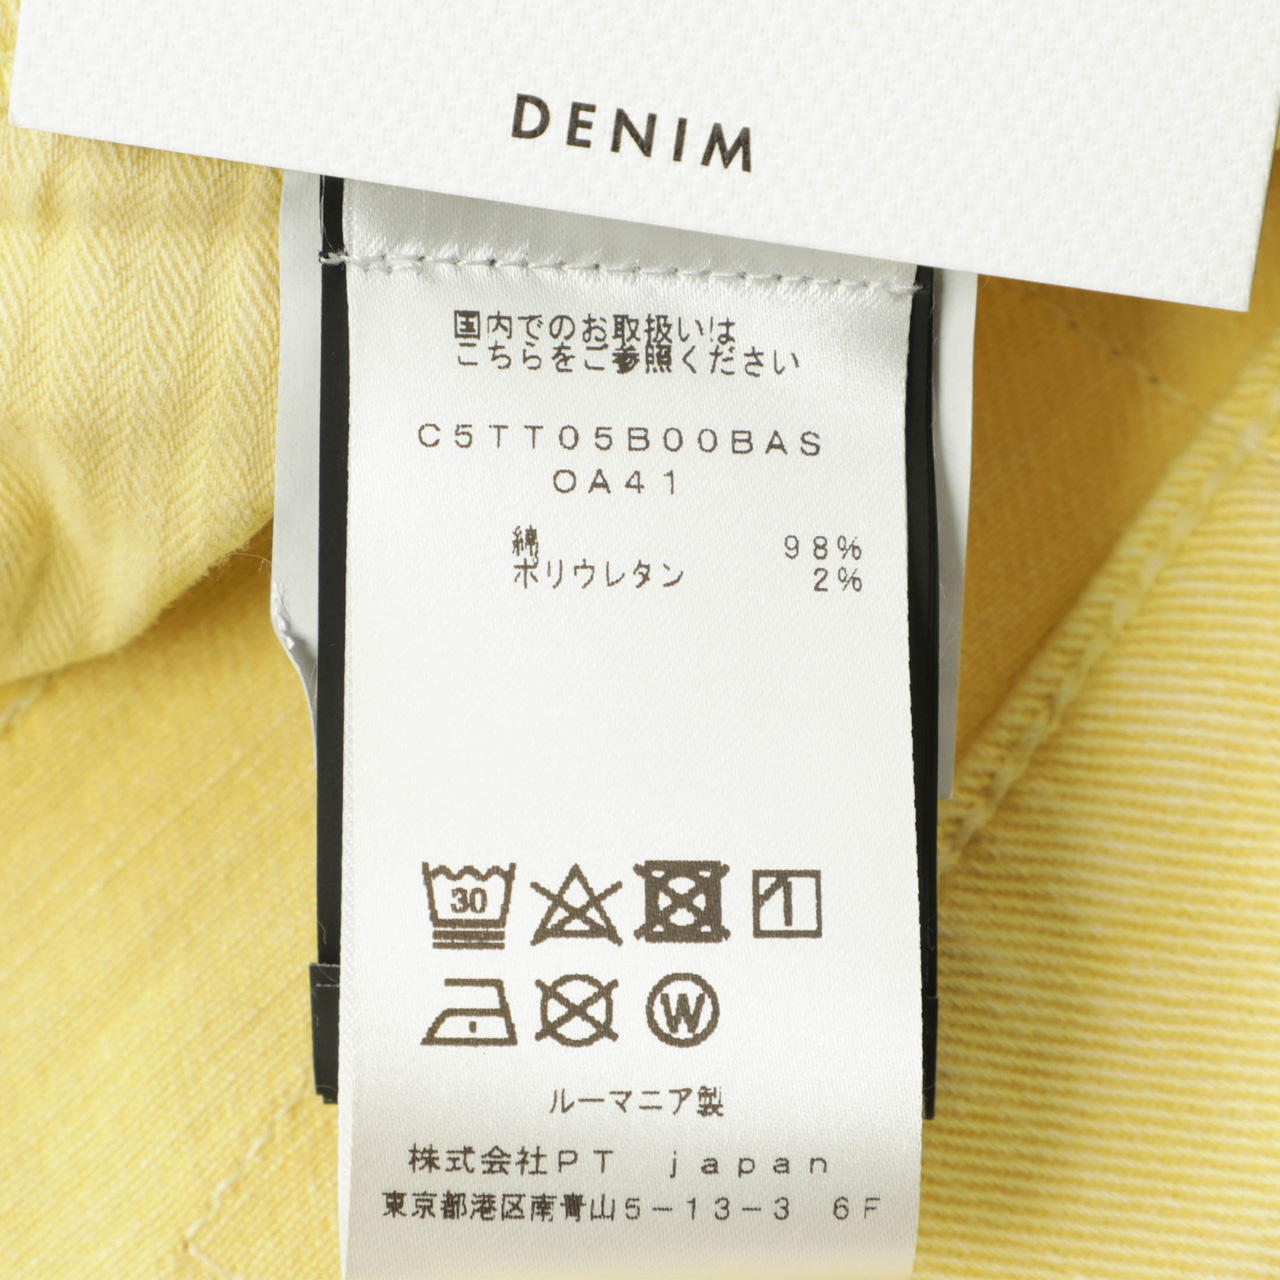 DENIM
国内でのお取扱いは
こちらをご参照ください
C5TT05B00BAS
OA41
綿 98%
ポリウレタン 2%
30
W
ルーマニア製
株式会社PT japan
東京都港区南青山5-13-3 6F